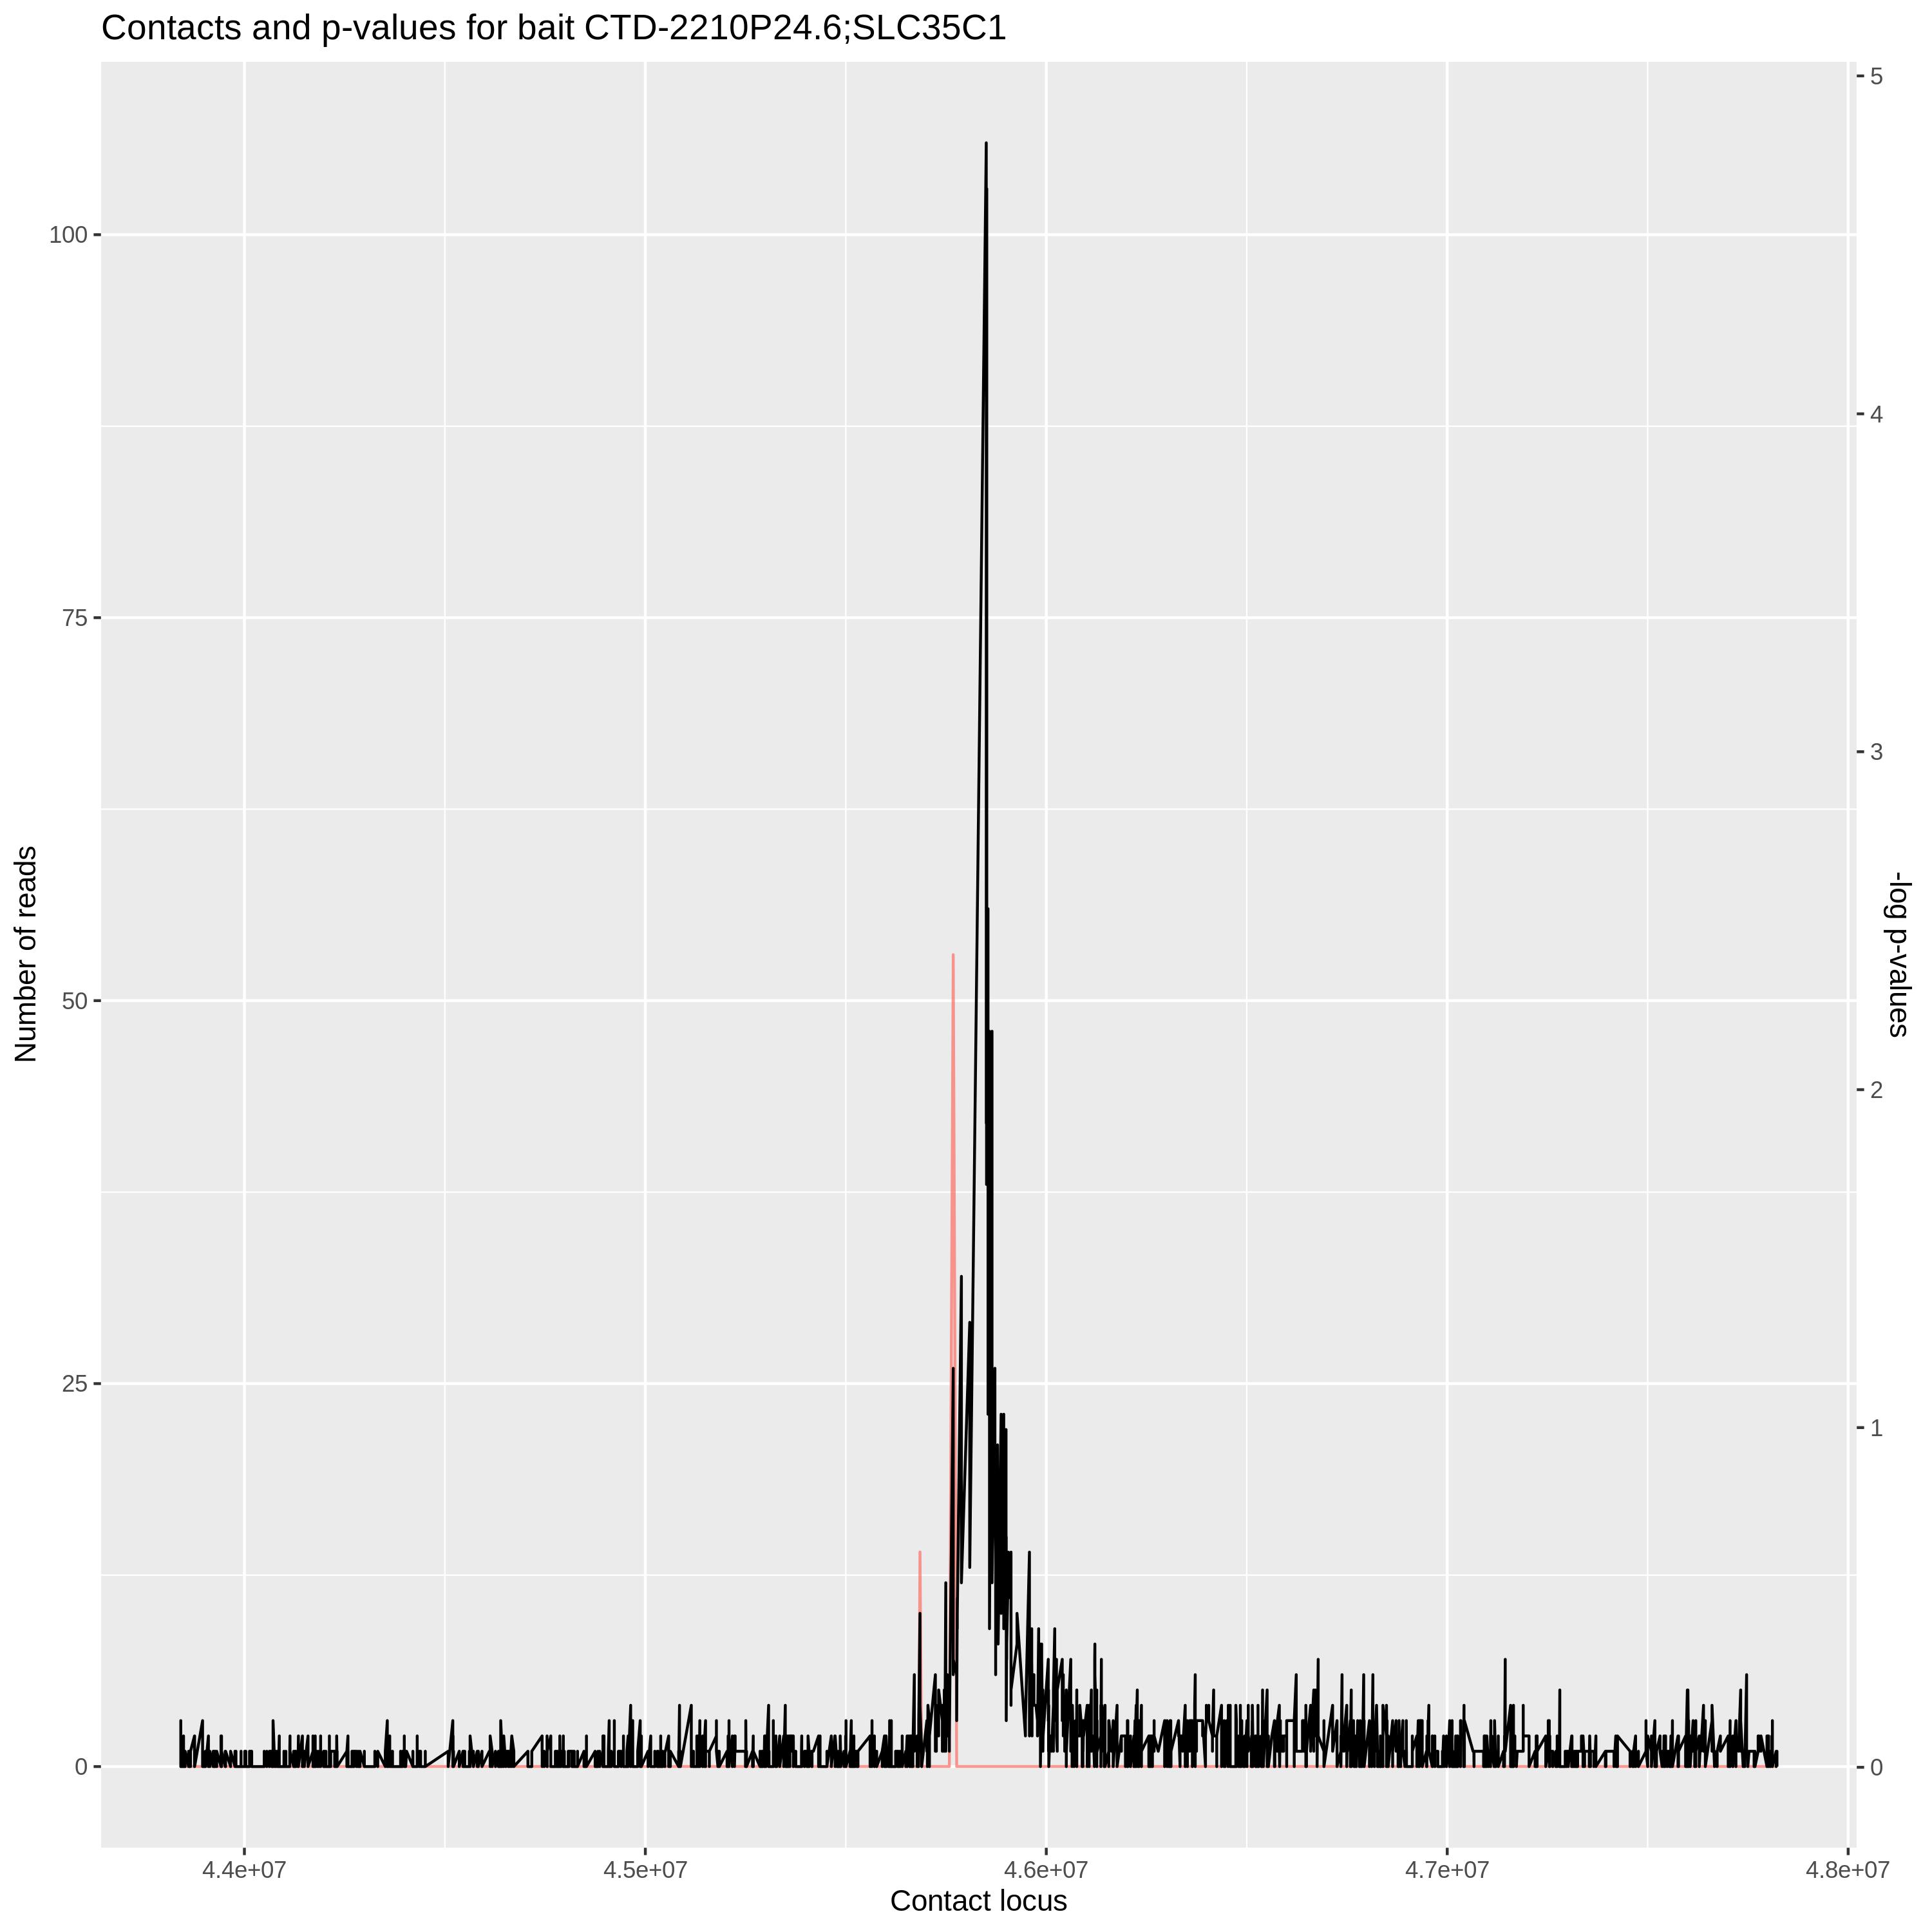 Contacts and p-values for bait CTD-2210P24.6;SLC35C1
Number of reads
100
75
50
25
0
5
4
3
2
1
0
-log p-values
4.4e+07
4.5e+07
4.6e+07
4.7e+07
4.8e+07
Contact locus